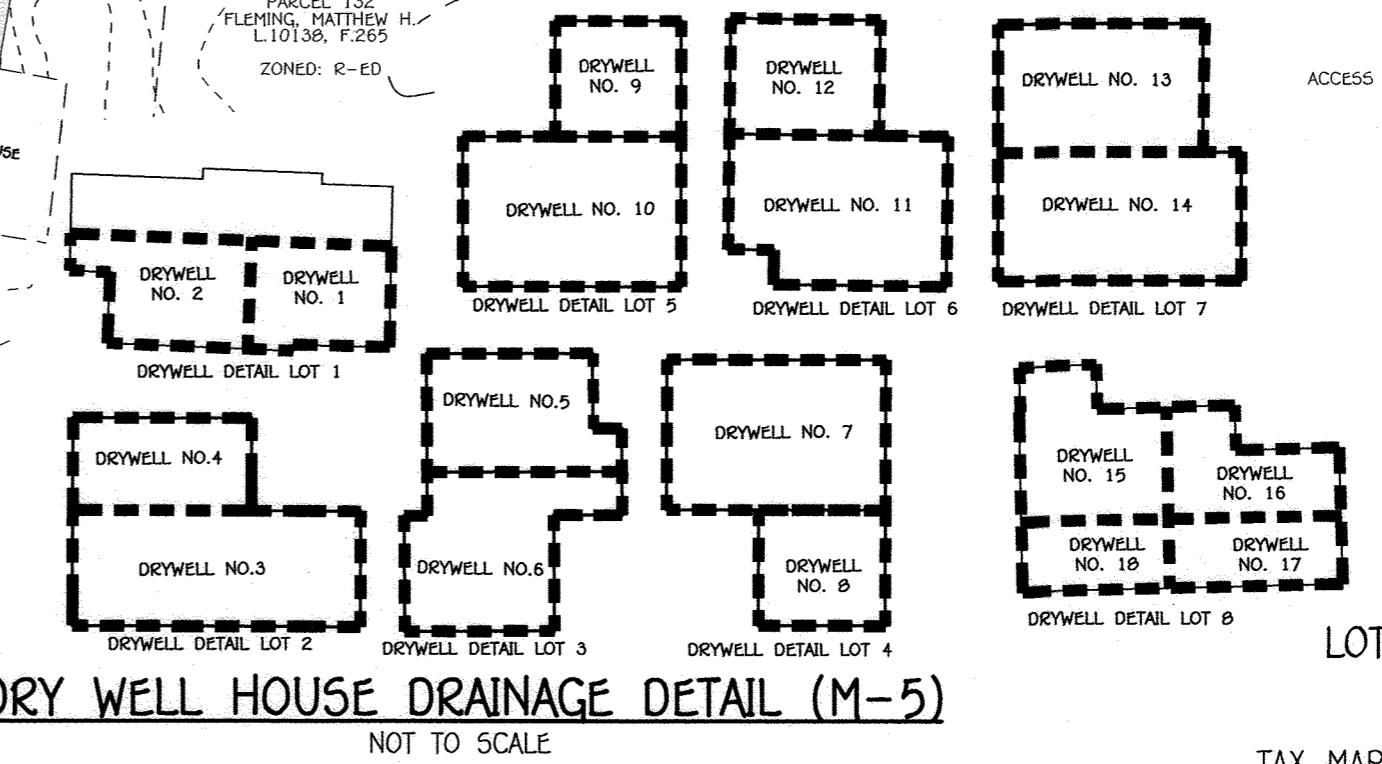 PARCEL 132
FLEMING, MATTHEW H.
L.10138, F.265
ZONED: R-ED
ACCESS
DRYWELL
NO. 9
DRYWELL
NO. 12
DRYWELL NO. 13
DRYWELL NO. 10
DRYWELL NO. 11
DRYWELL NO. 14
DRYWELL DETAIL LOT 5
DRYWELL DETAIL LOT 6
DRYWELL DETAIL LOT 7
DRYWELL
NO. 2
DRYWELL
NO. 1
DRYWELL DETAIL LOT 1
DRYWELL NO.4
DRYWELL NO.3
DRYWELL DETAIL LOT 2
DRYWELL NO.5
DRYWELL NO.6
DRYWELL DETAIL LOT 3
DRYWELL NO. 7
DRYWELL
NO. 8
DRYWELL DETAIL LOT 4
DRYWELL
NO. 15
DRYWELL
NO. 16
DRYWELL
NO. 18
DRYWELL
NO. 17
DRYWELL DETAIL LOT 8
LOT
DRY WELL HOUSE DRAINAGE DETAIL (M-5)
NOT TO SCALE
TAX MAP